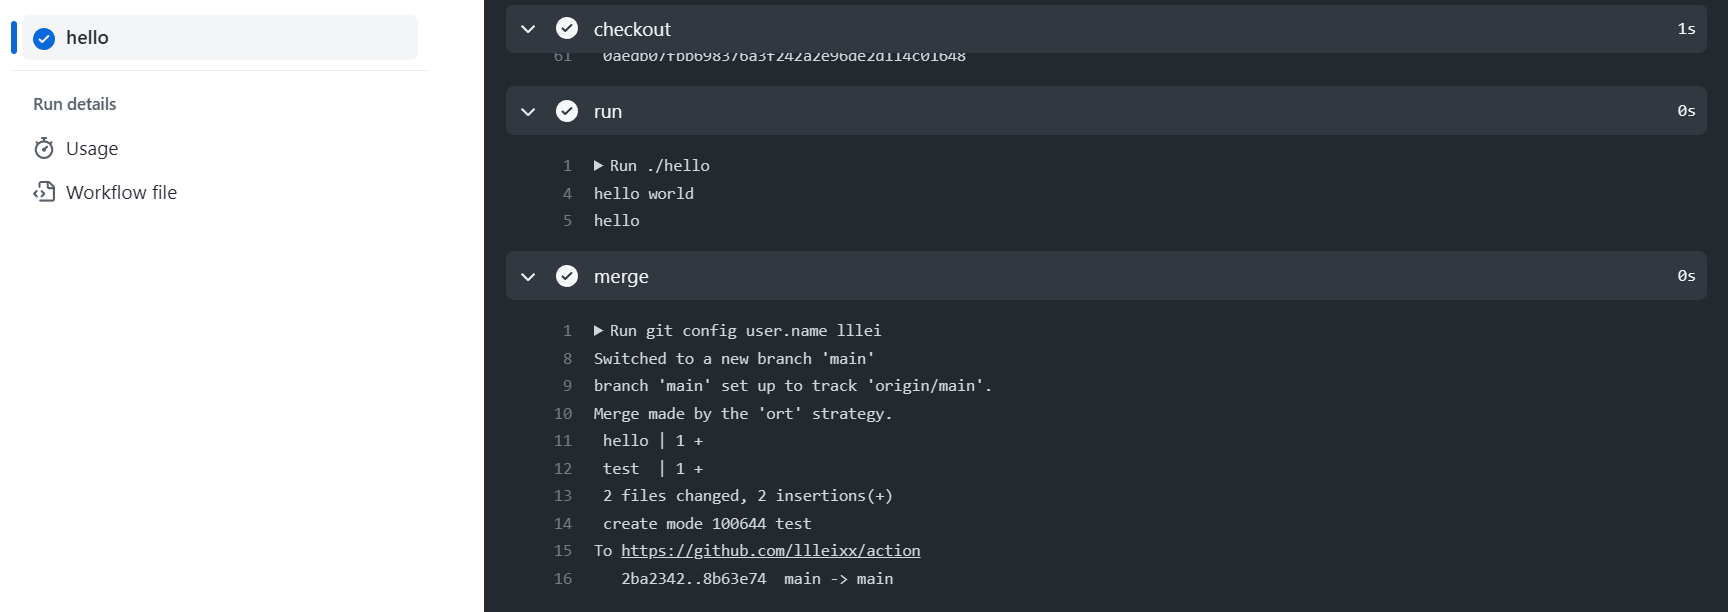 hello
Run details
Usage
Workflow file
checkout 1s
61 0aedb07fbb698376a3f242a2e96de2d114c01648
run 0s
1 Run ./hello
4 hello world
5 hello
merge 0s
1 Run git config user.name lllei
8 Switched to a new branch 'main'
9 branch 'main' set up to track 'origin/main'.
10 Merge made by the 'ort' strategy.
11 hello | 1 +
12 test | 1 +
13 2 files changed, 2 insertions(+)
14 create mode 100644 test
15 To https://github.com/llleixx/action
16 2ba2342..8b63e74 main -> main